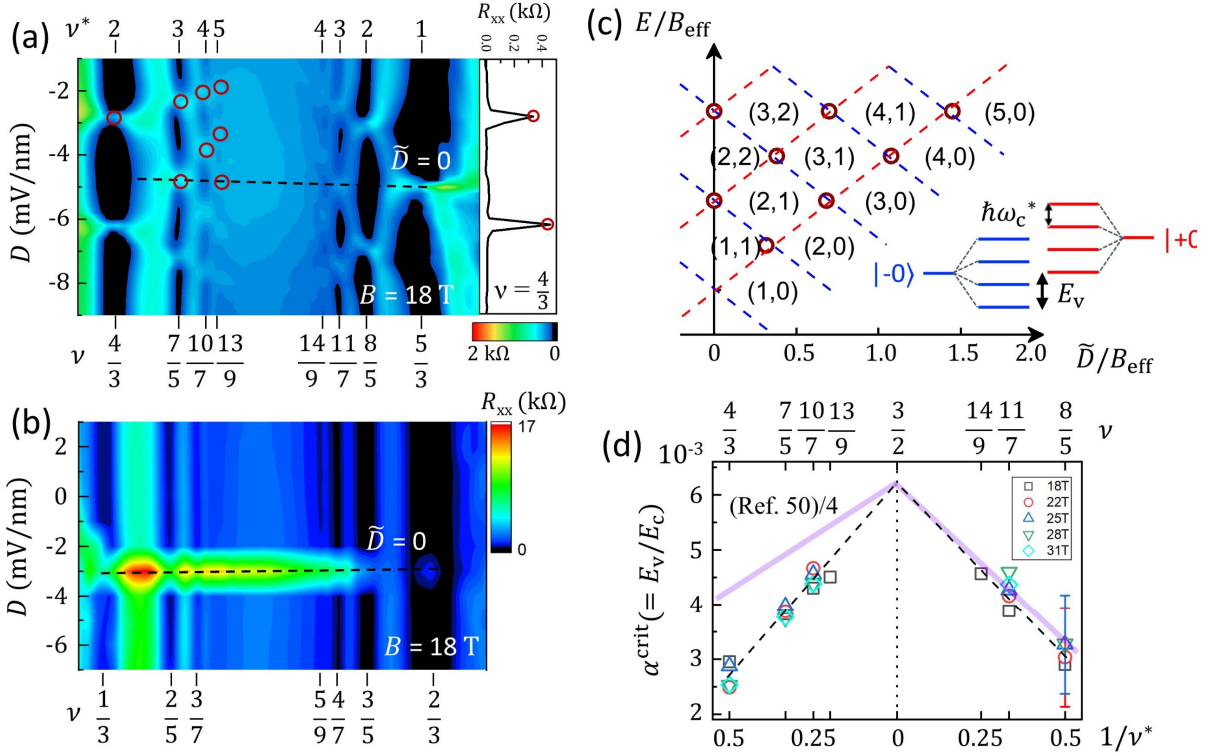 (a)
ν* 2 3 4 5 4 3 2 1
R_xx (kΩ)
0.0 0.4
D (mV/nm)
-2
-4
-6
-8
D̃ = 0
B = 18 T
ν = 4/3
ν 4/3 7/5 10/7 13/9 14/9 11/7 8/5 5/3
2 kΩ 0
(b)
R_xx (kΩ)
17
0
D (mV/nm)
2
0
-2
-4
-6
D̃ = 0
B = 18 T
ν 1/3 2/5 3/7 5/9 4/7 3/5 2/3
(c)
E/B_eff
(3,2) (4,1) (5,0)
(2,2) (3,1) (4,0)
(2,1) (3,0)
(1,1) (2,0)
(1,0)
ħω_c*
|+0
|-0⟩
E_v
0 0.5 1.0 1.5 2.0
D̃/B_eff
(d)
4/3 7/5 10/7 13/9 3/2 14/9 11/7 8/5 ν
10⁻³
α^crit(= E_v/E_c)
6
5
4
3
2
(Ref. 50)/4
18T
22T
25T
28T
31T
0.5 0.25 0 0.25 0.5 1/ν*